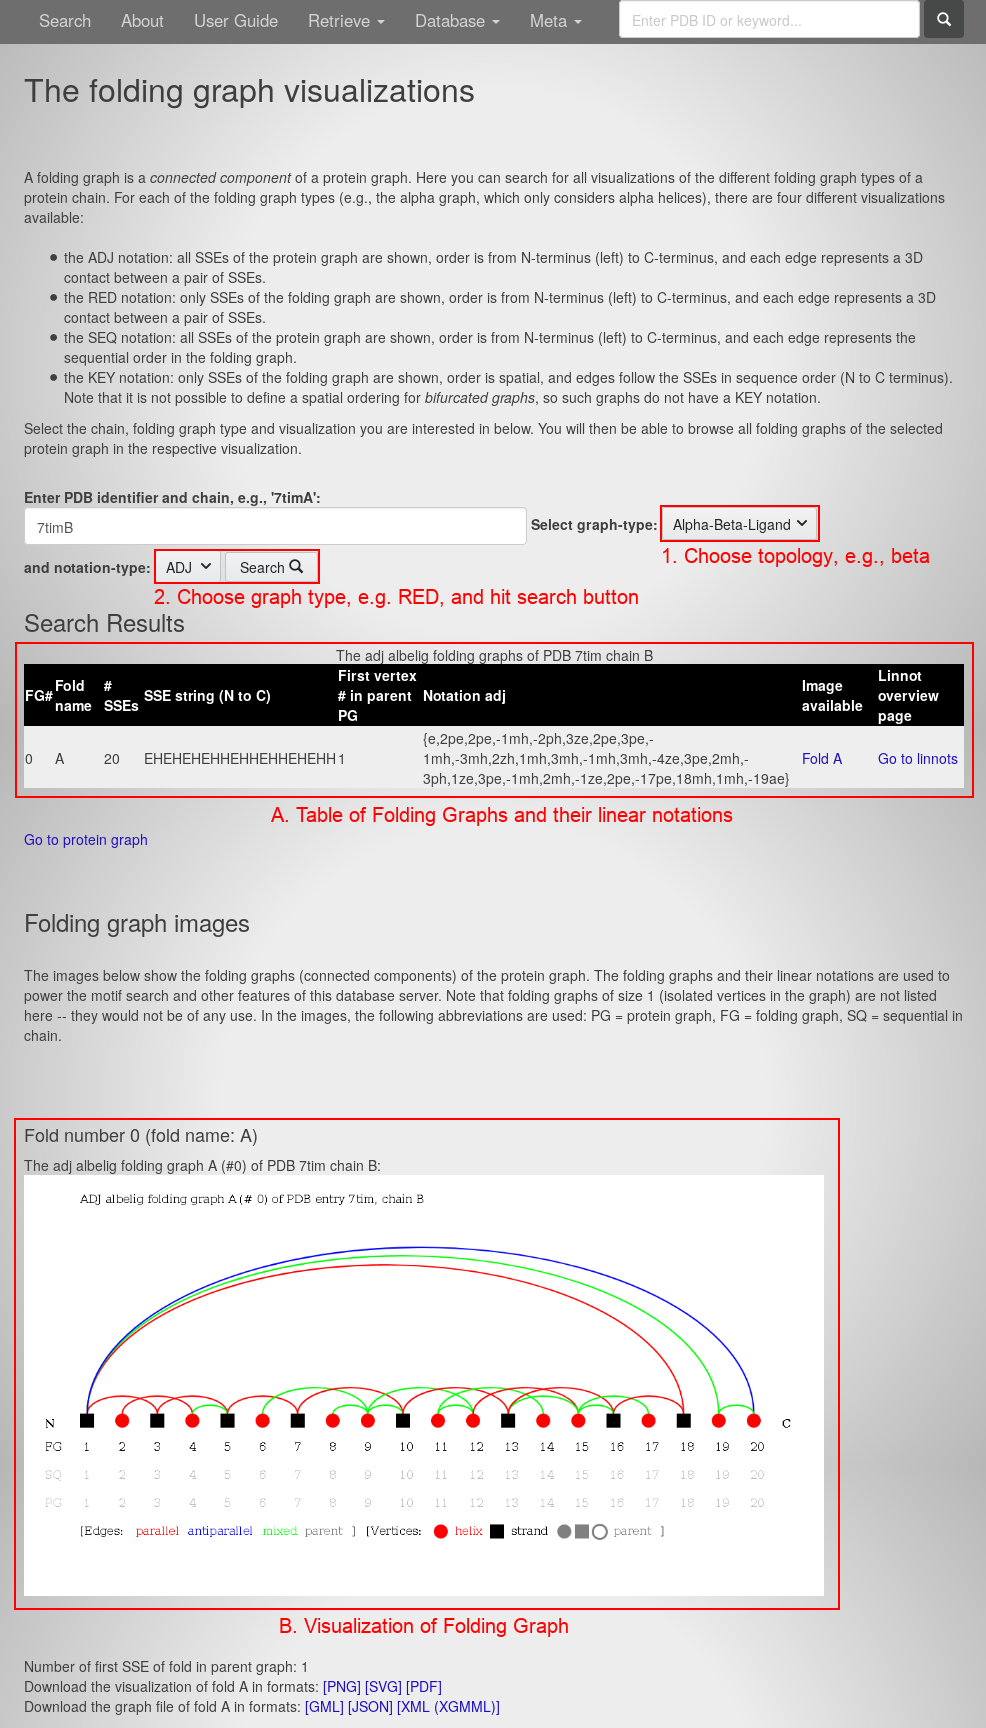 Search About User Guide Retrieve Database Meta Enter PDB ID or keyword...
The folding graph visualizations
A folding graph is a connected component of a protein graph. Here you can search for all visualizations of the different folding graph types of a
protein chain. For each of the folding graph types (e.g., the alpha graph, which only considers alpha helices), there are four different visualizations
available:
● the ADJ notation: all SSEs of the protein graph are shown, order is from N-terminus (left) to C-terminus, and each edge represents a 3D
contact between a pair of SSEs.
● the RED notation: only SSEs of the folding graph are shown, order is from N-terminus (left) to C-terminus, and each edge represents a 3D
contact between a pair of SSEs.
● the SEQ notation: all SSEs of the protein graph are shown, order is from N-terminus (left) to C-terminus, and each edge represents the
sequential order in the folding graph.
● the KEY notation: only SSEs of the folding graph are shown, order is spatial, and edges follow the SSEs in sequence order (N to C terminus).
Note that it is not possible to define a spatial ordering for bifurcated graphs, so such graphs do not have a KEY notation.
Select the chain, folding graph type and visualization you are interested in below. You will then be able to browse all folding graphs of the selected
protein graph in the respective visualization.
Enter PDB identifier and chain, e.g., '7timA':
7timB Select graph-type: Alpha-Beta-Ligand
1. Choose topology, e.g., beta
and notation-type: ADJ Search
2. Choose graph type, e.g. RED, and hit search button
Search Results
The adj albelig folding graphs of PDB 7tim chain B
FG# Fold name # SSEs SSE string (N to C) First vertex # in parent PG Notation adj Image available Linnot overview page
0 A 20 EHEHEHEHHEHHEHHEHEHH 1 {e,2pe,2pe,-1mh,-2ph,3ze,2pe,3pe,-
1mh,-3mh,2zh,1mh,3mh,-1mh,3mh,-4ze,3pe,2mh,-
3ph,1ze,3pe,-1mh,2mh,-1ze,2pe,-17pe,18mh,1mh,-19ae} Fold A Go to linnots
A. Table of Folding Graphs and their linear notations
Go to protein graph
Folding graph images
The images below show the folding graphs (connected components) of the protein graph. The folding graphs and their linear notations are used to
power the motif search and other features of this database server. Note that folding graphs of size 1 (isolated vertices in the graph) are not listed
here -- they would not be of any use. In the images, the following abbreviations are used: PG = protein graph, FG = folding graph, SQ = sequential in
chain.
Fold number 0 (fold name: A)
The adj albelig folding graph A (#0) of PDB 7tim chain B:
ADJ albelig folding graph A (# 0) of PDB entry 7tim, chain B
N C
FG 1 2 3 4 5 6 7 8 9 10 11 12 13 14 15 16 17 18 19 20
SQ 1 2 3 4 5 6 7 8 9 10 11 12 13 14 15 16 17 18 19 20
PG 1 2 3 4 5 6 7 8 9 10 11 12 13 14 15 16 17 18 19 20
[Edges: parallel antiparallel mixed parent ] [Vertices: helix strand parent ]
B. Visualization of Folding Graph
Number of first SSE of fold in parent graph: 1
Download the visualization of fold A in formats: [PNG] [SVG] [PDF]
Download the graph file of fold A in formats: [GML] [JSON] [XML (XGMML)]